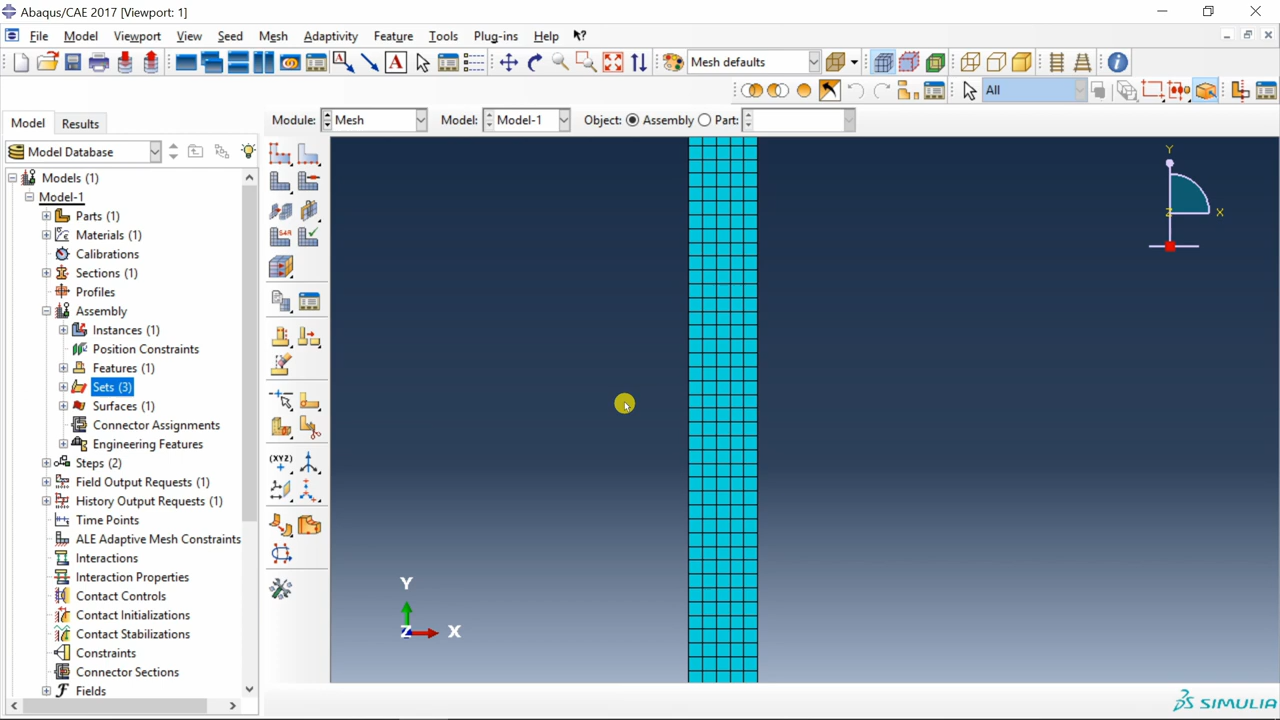 Abaqus/CAE 2017 [Viewport: 1]
File Model Viewport View Seed Mesh Adaptivity Feature Tools Plug-ins Help
A A Mesh defaults
All
Model Results Module: Mesh Model: Model-1 Object: Assembly Part:
Model Database
Models (1)
Model-1
Parts (1)
Materials (1)
Calibrations
Sections (1)
Profiles
Assembly
Instances (1)
Position Constraints
Features (1)
Sets (3)
Surfaces (1)
Connector Assignments
Engineering Features
Steps (2)
Field Output Requests (1)
History Output Requests (1)
Time Points
ALE Adaptive Mesh Constraints
Interactions
Interaction Properties
Contact Controls
Contact Initializations
Contact Stabilizations
Constraints
Connector Sections
Fields
S4R
(XYZ)
Y
Z X
Y
Z X
SIMULIA